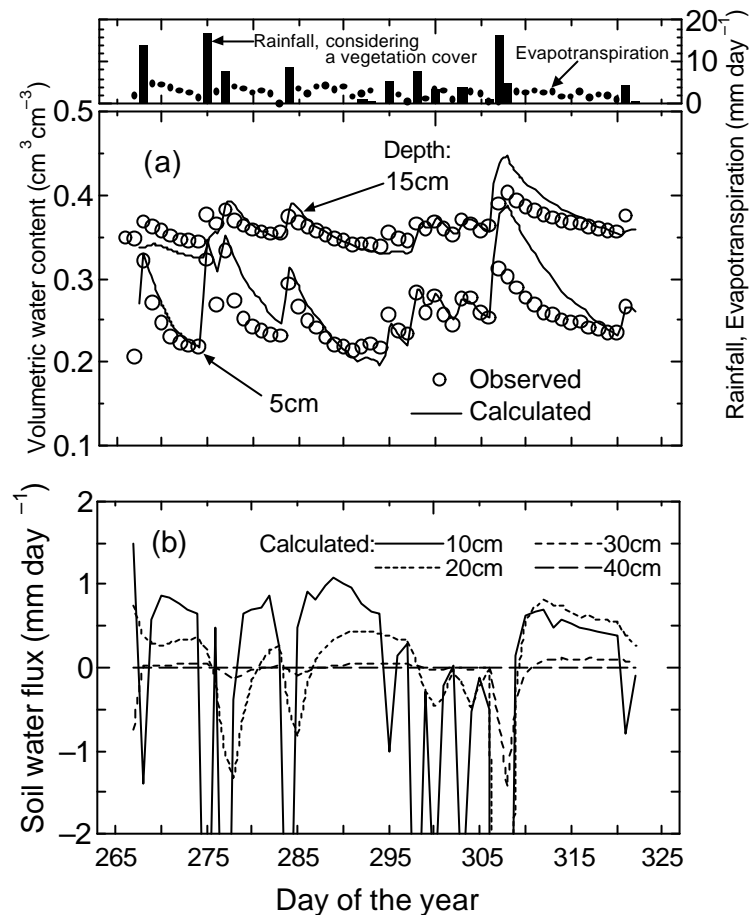 Rainfall, considering
a vegetation cover
Evapotranspiration
20
10
0
Rainfall, Evapotranspiration (mm day −1)
Volumetric water content (cm 3 cm −3)
0.5
0.4
0.3
0.2
0.1
(a)
Depth:
15cm
5cm
Observed
Calculated
Soil water flux (mm day −1)
2
1
0
−1
−2
(b)
Calculated:
10cm
30cm
20cm
40cm
265 275 285 295 305 315 325
Day of the year